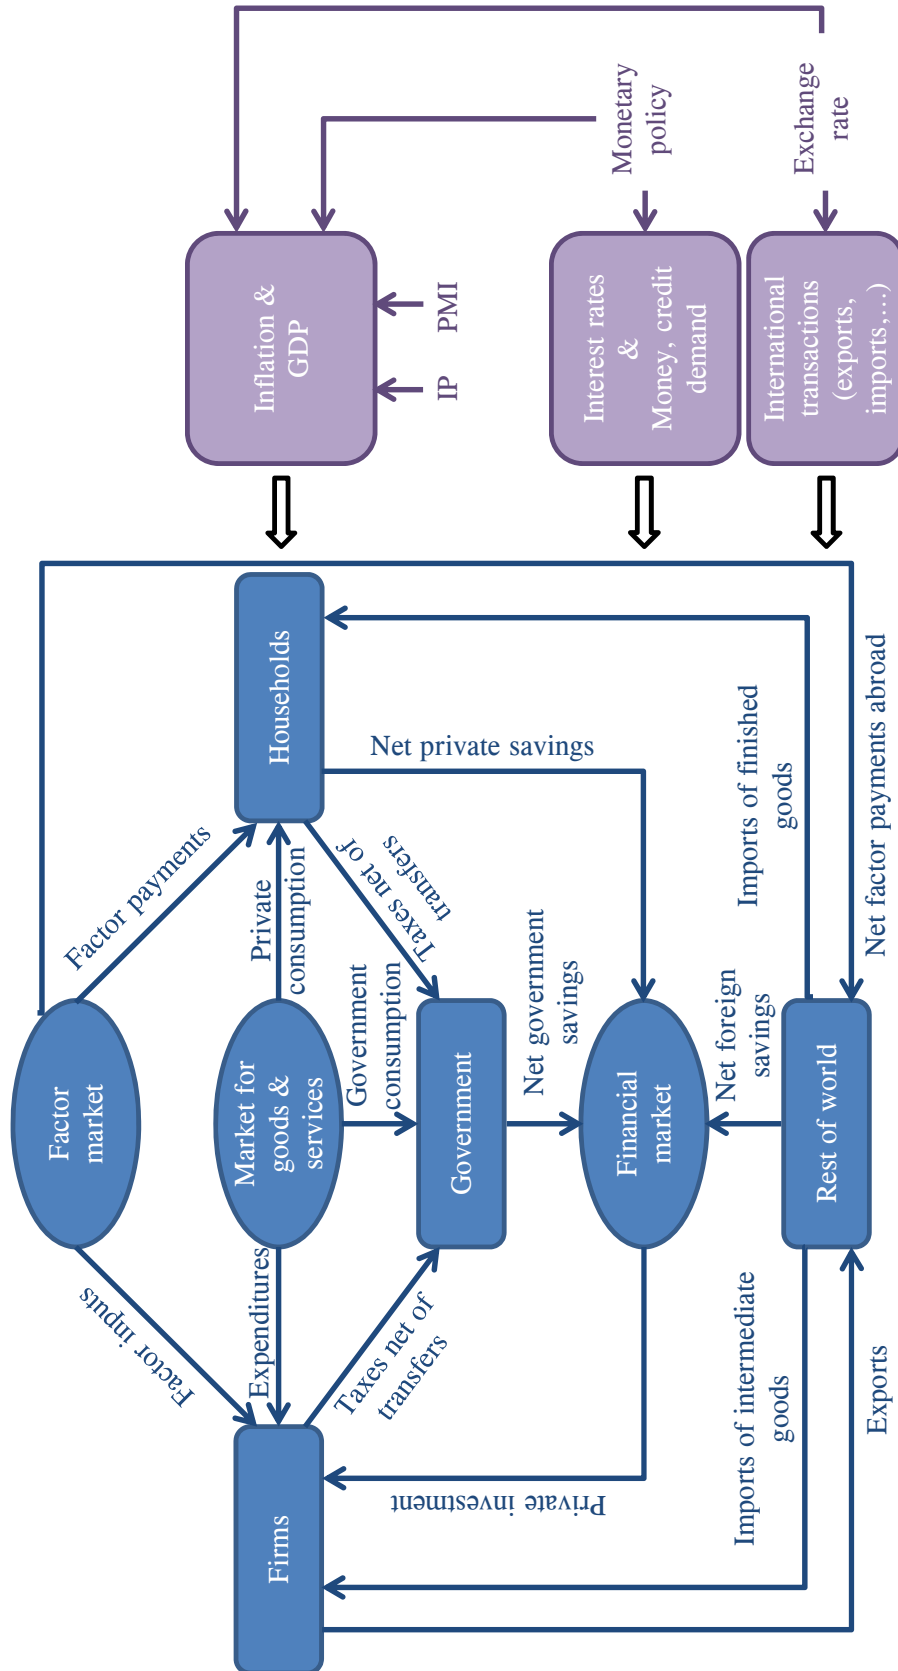 Factor
market
Factor inputs
Factor payments
Firms
Expenditures
Market for
goods &
services
Private
consumption
Households
Taxes net of
transfers
Government
consumption
Taxes net of
transfers
Government
Private investment
Net government
savings
Net private savings
Financial
market
Net foreign
savings
Imports of intermediate
goods
Imports of finished
goods
Rest of world
Exports
Net factor payments abroad
Inflation &
GDP
IP
PMI
Interest rates
&
Money, credit
demand
Monetary
policy
International
transactions
(exports,
imports,...)
Exchange
rate